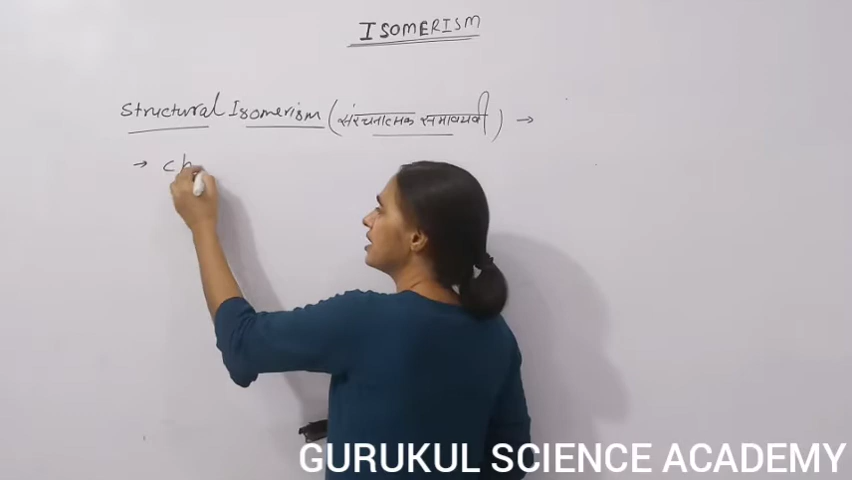 ISOMERISM
Structural Isomerism (संरचनात्मक समावयवी) →
→ Ch
GURUKUL SCIENCE ACADEMY